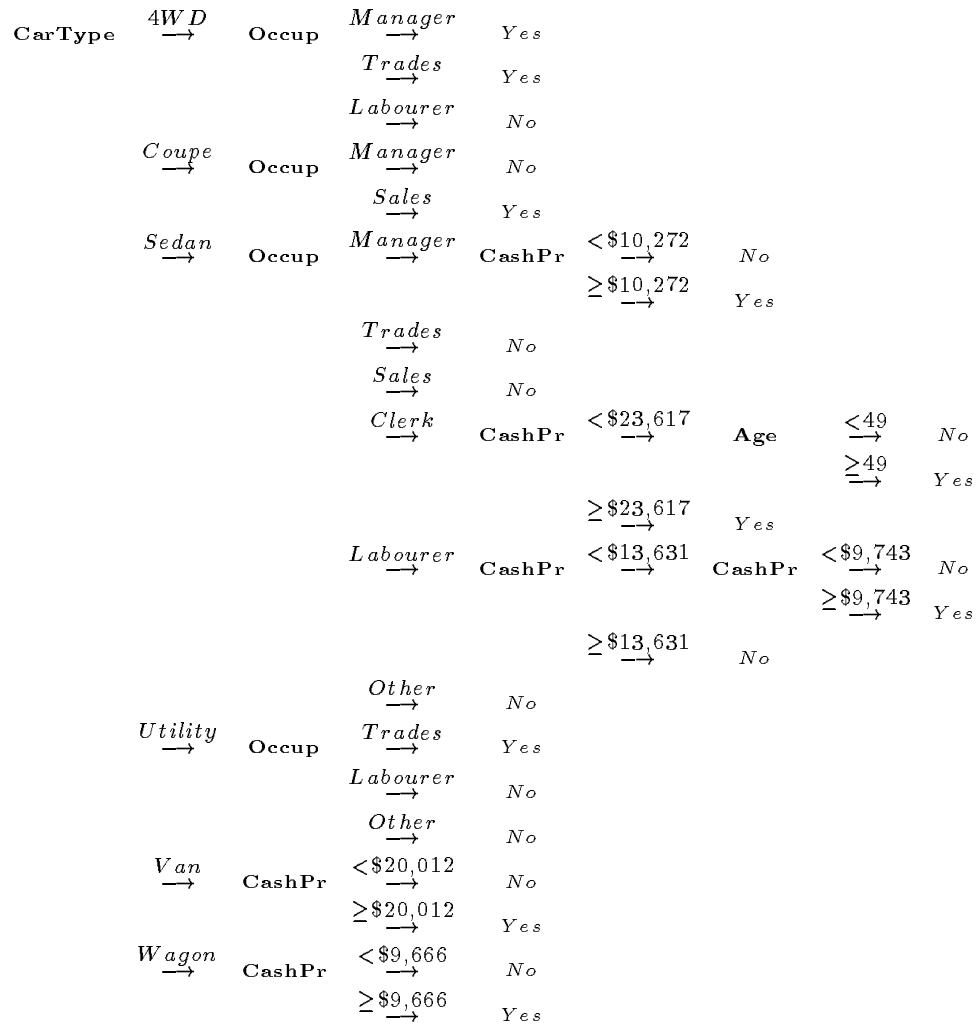 CarType 4WD → Occup Manager → Yes
Trades → Yes
Labourer → No
Coupe → Occup Manager → No
Sales → Yes
Sedan → Occup Manager → CashPr <$10,272 → No
≥$10,272 → Yes
Trades → No
Sales → No
Clerk → CashPr <$23,617 → Age <49 → No
≥49 → Yes
≥$23,617 → Yes
Labourer → CashPr <$13,631 → CashPr <$9,743 → No
≥$9,743 → Yes
≥$13,631 → No
Other → No
Utility → Occup Trades → Yes
Labourer → No
Other → No
Van → CashPr <$20,012 → No
≥$20,012 → Yes
Wagon → CashPr <$9,666 → No
≥$9,666 → Yes